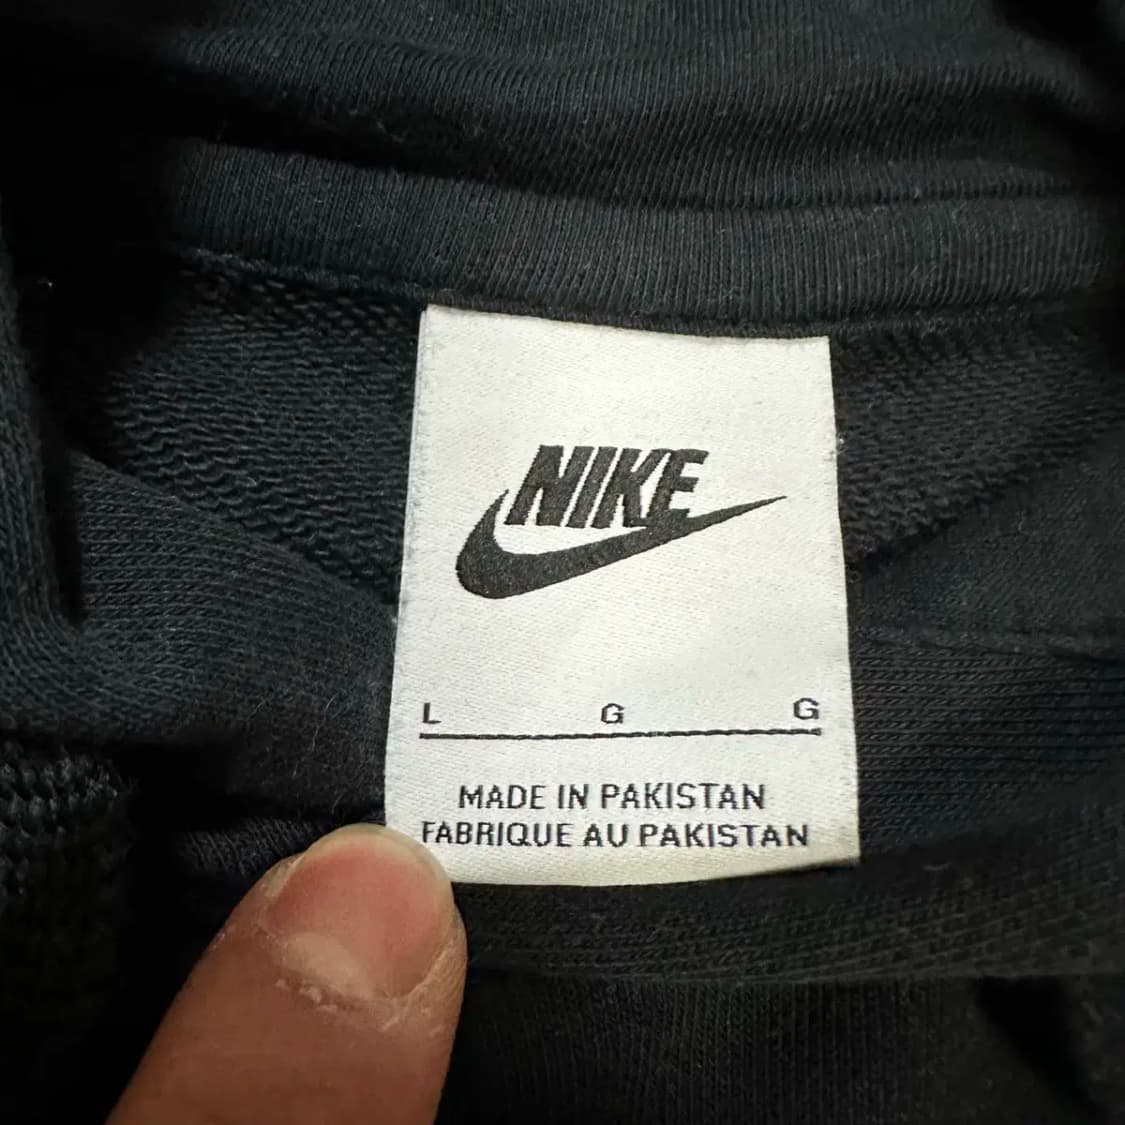 NIKE
L G G
MADE IN PAKISTAN
FABRIQUE AU PAKISTAN